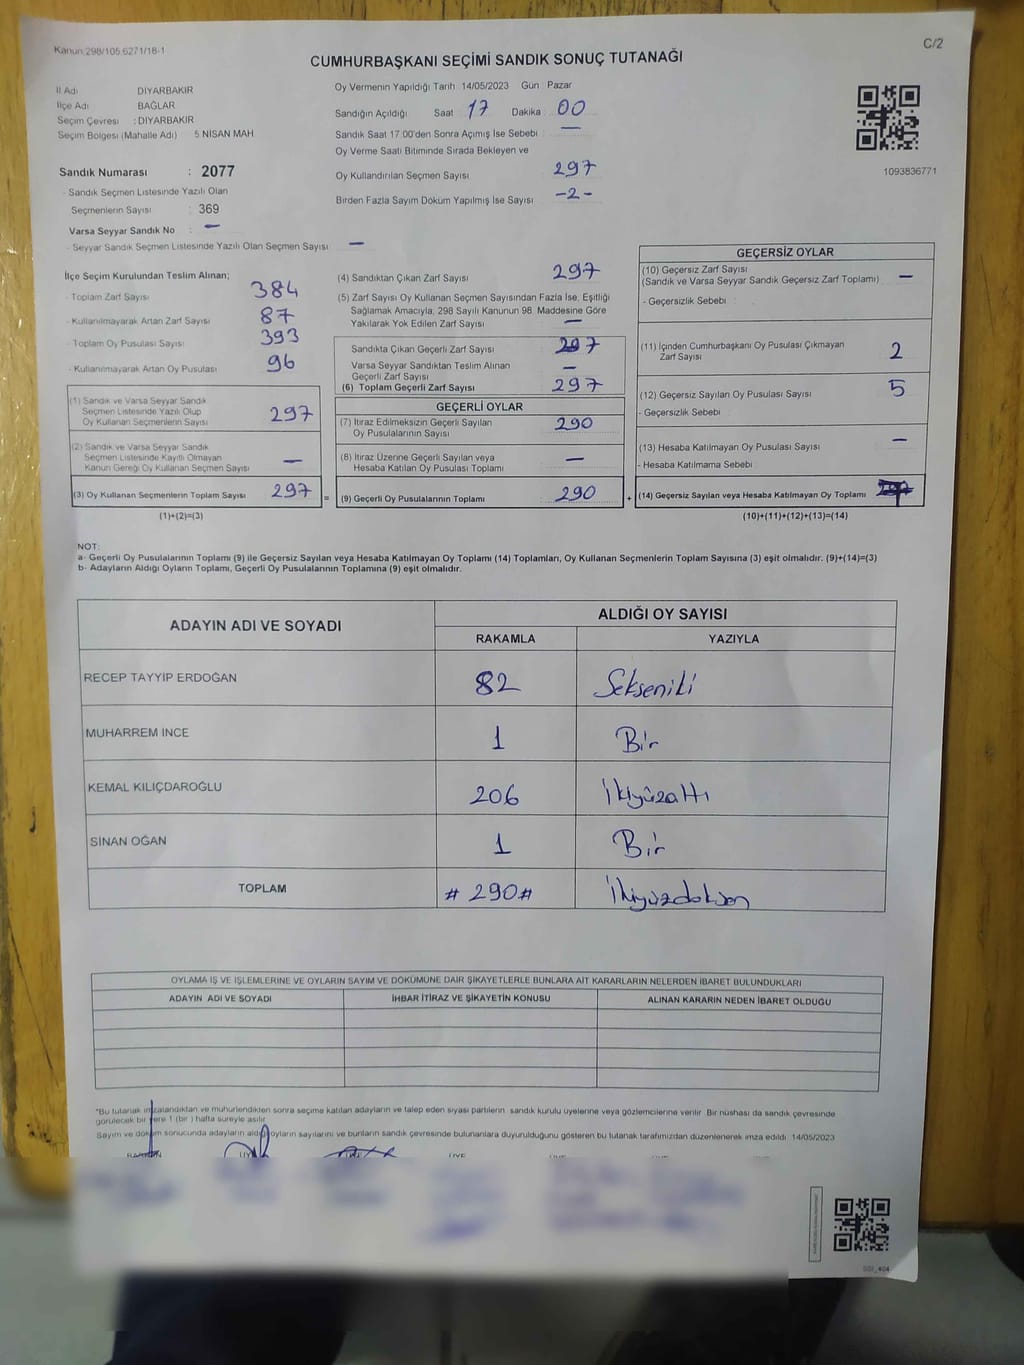 Kanun 298/105 6271/18-1
C/2
CUMHURBAŞKANI SEÇİMİ SANDIK SONUÇ TUTANAĞI
İl Adı DİYARBAKIR
İlçe Adı BAĞLAR
Seçim Çevresi : DİYARBAKIR
Seçim Bölgesi (Mahalle Adı) 5 NİSAN MAH
Sandık Numarası : 2077
- Sandık Seçmen Listesinde Yazılı Olan
Seçmenlerin Sayısı : 369
Varsa Seyyar Sandık No : —
- Seyyar Sandık Seçmen Listesinde Yazılı Olan Seçmen Sayısı —
Oy Vermenin Yapıldığı Tarih 14/05/2023 Gün Pazar
Sandığın Açıldığı Saat 17 Dakika 00
Sandık Saat 17:00'den Sonra Açımış İse Sebebi —
Oy Verme Saati Bitiminde Sırada Bekleyen ve
Oy Kullandırılan Seçmen Sayısı 297
Birden Fazla Sayım Döküm Yapılmış İse Sayısı -2-
1093836771
İlçe Seçim Kurulundan Teslim Alınan;
- Toplam Zarf Sayısı 384
- Kullanılmayarak Artan Zarf Sayısı 87
- Toplam Oy Pusulası Sayısı 393
- Kullanılmayarak Artan Oy Pusulası 96
(1) Sandık ve Varsa Seyyar Sandık
Seçmen Listesinde Yazılı Olup
Oy Kullanan Seçmenlerin Sayısı 297
(2) Sandık ve Varsa Seyyar Sandık
Seçmen Listesinde Kayıtlı Olmayan
Kanun Gereği Oy Kullanan Seçmen Sayısı —
(3) Oy Kullanan Seçmenlerin Toplam Sayısı 297 =
(1)+(2)=(3)
(4) Sandıktan Çıkan Zarf Sayısı 297
(5) Zarf Sayısı Oy Kullanan Seçmen Sayısından Fazla İse, Eşitliği
Sağlamak Amacıyla, 298 Sayılı Kanunun 98. Maddesine Göre
Yakılarak Yok Edilen Zarf Sayısı —
Sandıkta Çıkan Geçerli Zarf Sayısı 297
Varsa Seyyar Sandıktan Teslim Alınan
Geçerli Zarf Sayısı —
(6) Toplam Geçerli Zarf Sayısı 297
GEÇERLİ OYLAR
(7) İtiraz Edilmeksizin Geçerli Sayılan
Oy Pusulalarının Sayısı 290
(8) İtiraz Üzerine Geçerli Sayılan veya
Hesaba Katılan Oy Pusulası Toplamı —
(9) Geçerli Oy Pusulalarının Toplamı 290 +
GEÇERSİZ OYLAR
(10) Geçersiz Zarf Sayısı
(Sandık ve Varsa Seyyar Sandık Geçersiz Zarf Toplamı) —
- Geçersizlik Sebebi :
(11) İçinden Cumhurbaşkanı Oy Pusulası Çıkmayan
Zarf Sayısı 2
(12) Geçersiz Sayılan Oy Pusulası Sayısı 5
- Geçersizlik Sebebi
(13) Hesaba Katılmayan Oy Pusulası Sayısı —
- Hesaba Katılmama Sebebi
(14) Geçersiz Sayılan veya Hesaba Katılmayan Oy Toplamı
(10)+(11)+(12)+(13)=(14)
NOT:
a- Geçerli Oy Pusulalarının Toplamı (9) ile Geçersiz Sayılan veya Hesaba Katılmayan Oy Toplamı (14) Toplamları, Oy Kullanan Seçmenlerin Toplam Sayısına (3) eşit olmalıdır. (9)+(14)=(3)
b- Adayların Aldığı Oyların Toplamı, Geçerli Oy Pusulalarının Toplamına (9) eşit olmalıdır.
ADAYIN ADI VE SOYADI ALDIĞI OY SAYISI
RAKAMLA YAZIYLA
RECEP TAYYİP ERDOĞAN 82 Sekseniki
MUHARREM İNCE 1 Bir
KEMAL KILIÇDAROĞLU 206 İkiyüzaltı
SİNAN OĞAN 1 Bir
TOPLAM # 290# İkiyüzdoksan
OYLAMA İŞ VE İŞLEMLERİNE VE OYLARIN SAYIM VE DÖKÜMÜNE DAİR ŞİKAYETLERLE BUNLARA AİT KARARLARIN NELERDEN İBARET BULUNDUKLARI
ADAYIN ADI VE SOYADI İHBAR İTİRAZ VE ŞİKAYETİN KONUSU ALINAN KARARIN NEDEN İBARET OLDUĞU
*Bu tutanak imzalandıktan ve mühürlendikten sonra seçime katılan adayların ve talep eden siyasi partilerin sandık kurulu üyelerine veya gözlemcilerine verilir. Bir nüshası da sandık çevresinde
görülecek bir yere 1 (bir ) hafta süreyle asılır.
Sayım ve döküm sonucunda adayların aldığı oyların sayılarını ve bunların sandık çevresinde bulunanlara duyurulduğunu gösteren bu tutanak tarafımızdan düzenlenerek imza edildi 14/05/2023